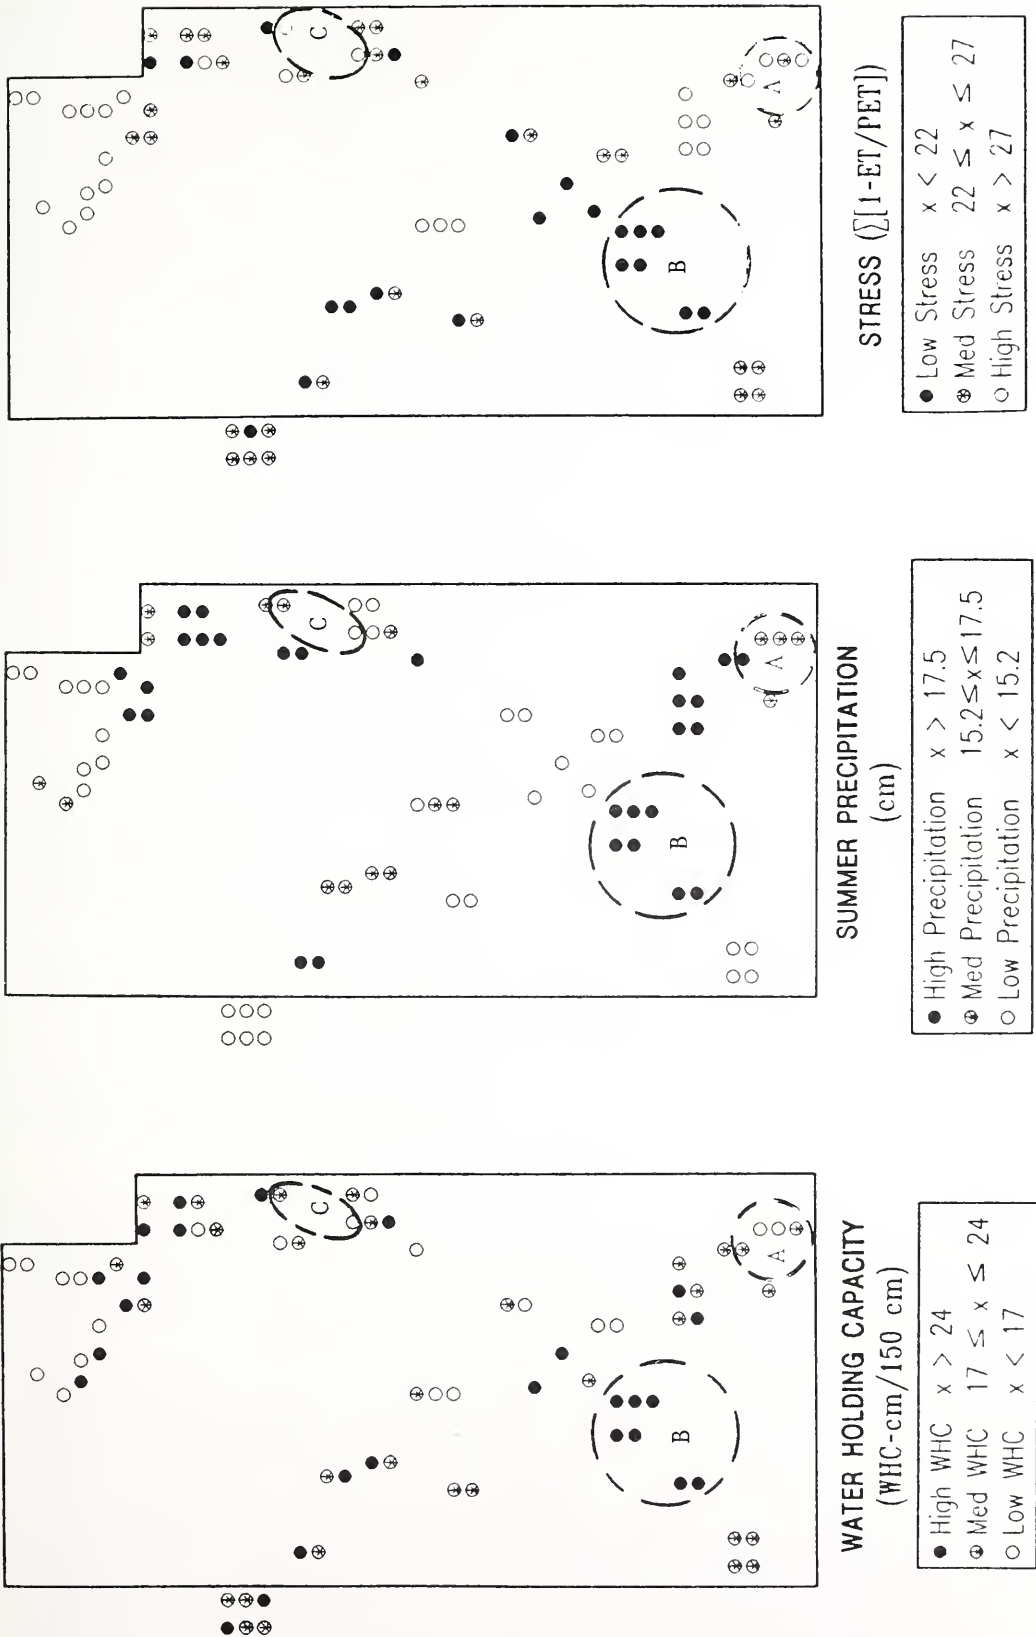 C
A
B
WATER HOLDING CAPACITY
(WHC-cm/150 cm)
● High WHC x > 24
Med WHC 17 ≤ x ≤ 24
○ Low WHC x < 17
C
A
B
SUMMER PRECIPITATION
(cm)
● High Precipitation x > 17.5
Med Precipitation 15.2≤x≤17.5
○ Low Precipitation x < 15.2
C
A
B
STRESS (∑[1-ET/PET])
● Low Stress x < 22
Med Stress 22 ≤ x ≤ 27
○ High Stress x > 27